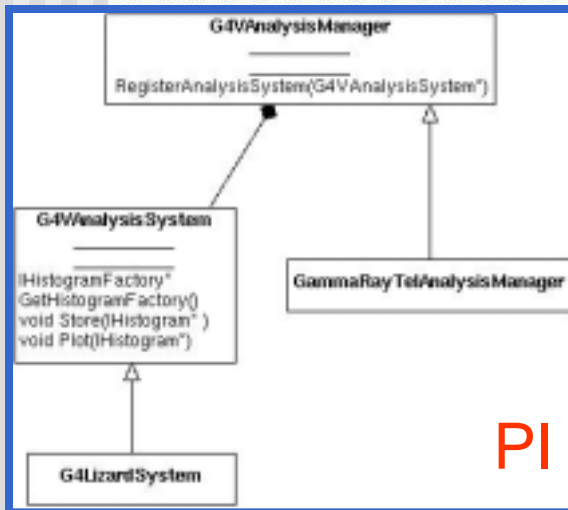 G4VAnalysisManager
RegisterAnalysisSystem(G4VAnalysisSystem*)
G4VAnalysisSystem
IHistogramFactory*
GetHistogramFactory()
void Store(IHistogram* )
void Plot(IHistogram*)
GammaRayTelAnalysisManager
G4LizardSystem
PI